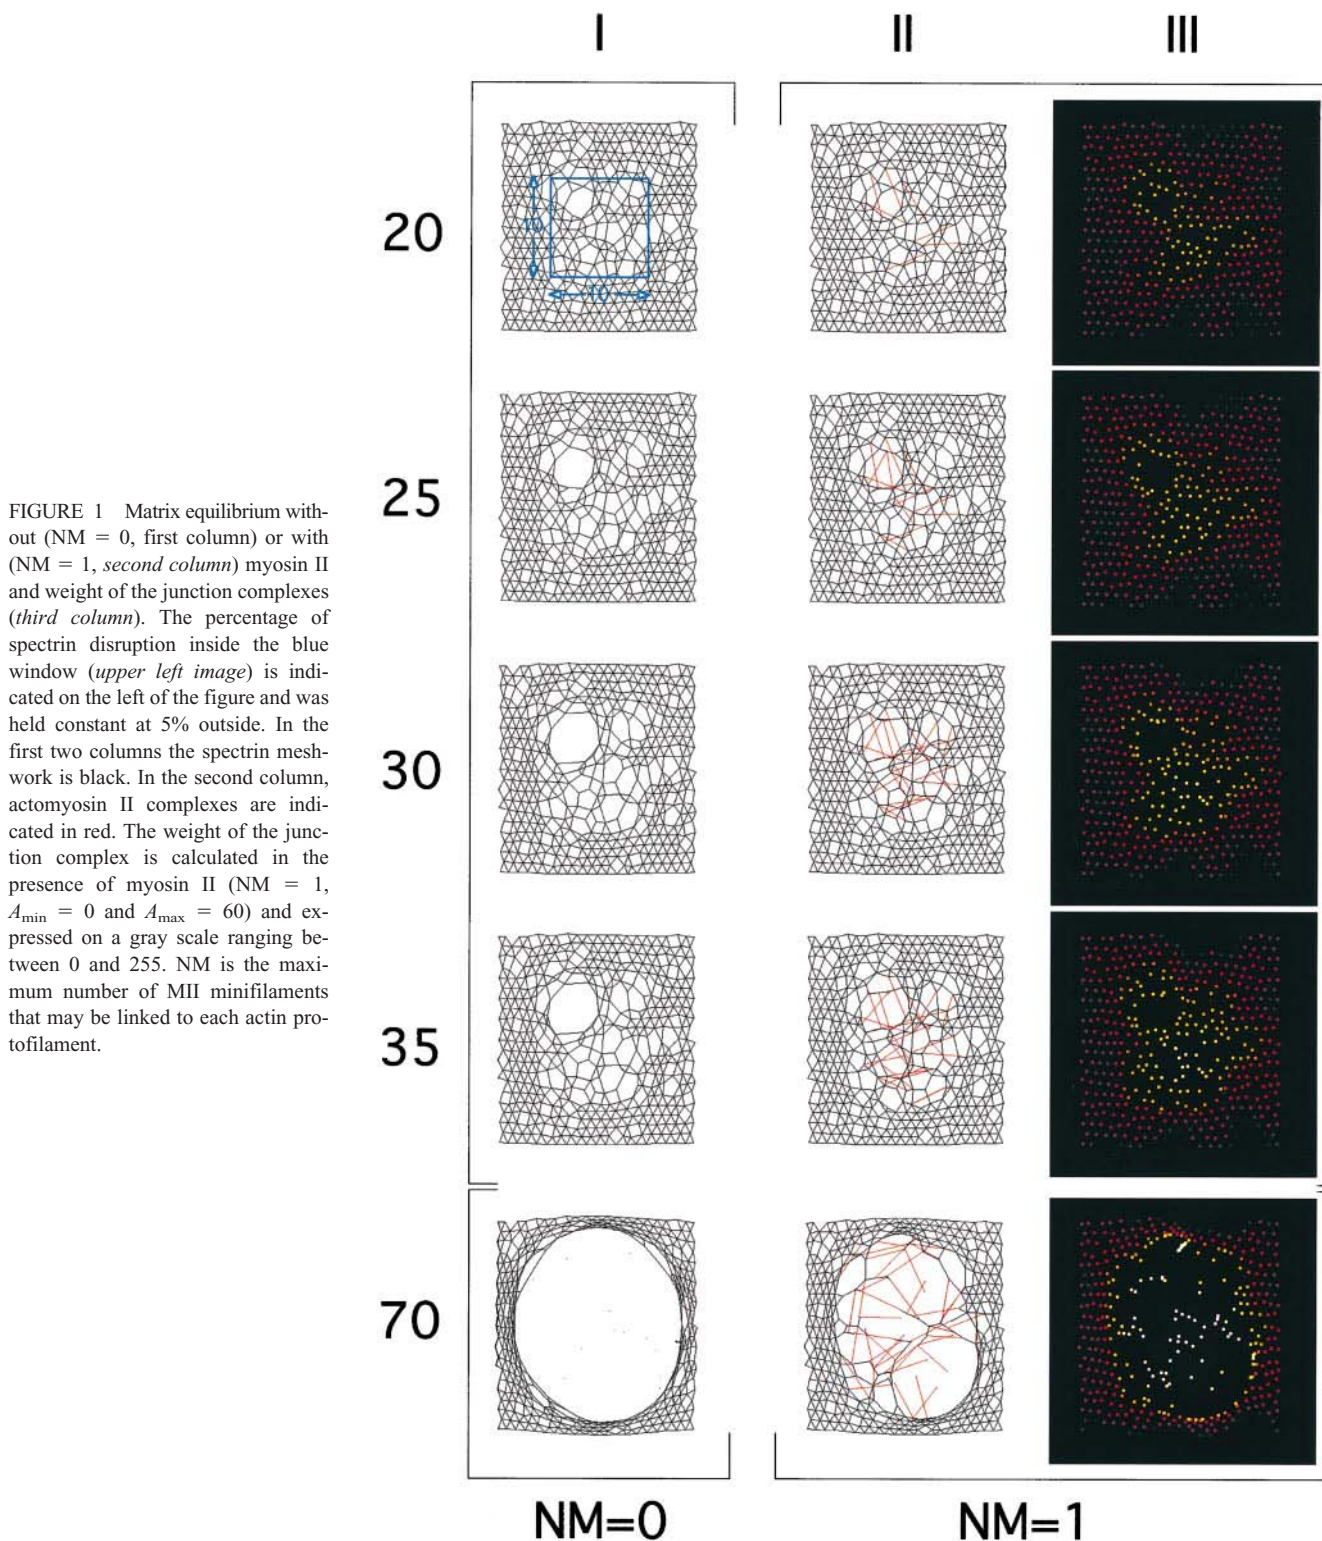 I II III
20
10
10
25
FIGURE 1 Matrix equilibrium with-
out (NM = 0, first column) or with
(NM = 1, second column) myosin II
and weight of the junction complexes
(third column). The percentage of
spectrin disruption inside the blue
window (upper left image) is indi-
cated on the left of the figure and was
held constant at 5% outside. In the
first two columns the spectrin mesh-
work is black. In the second column,
actomyosin II complexes are indi-
cated in red. The weight of the junc-
tion complex is calculated in the
presence of myosin II (NM = 1,
A_min = 0 and A_max = 60) and ex-
pressed on a gray scale ranging be-
tween 0 and 255. NM is the maxi-
mum number of MII minifilaments
that may be linked to each actin pro-
tofilament.
30
35
70
NM=0 NM=1